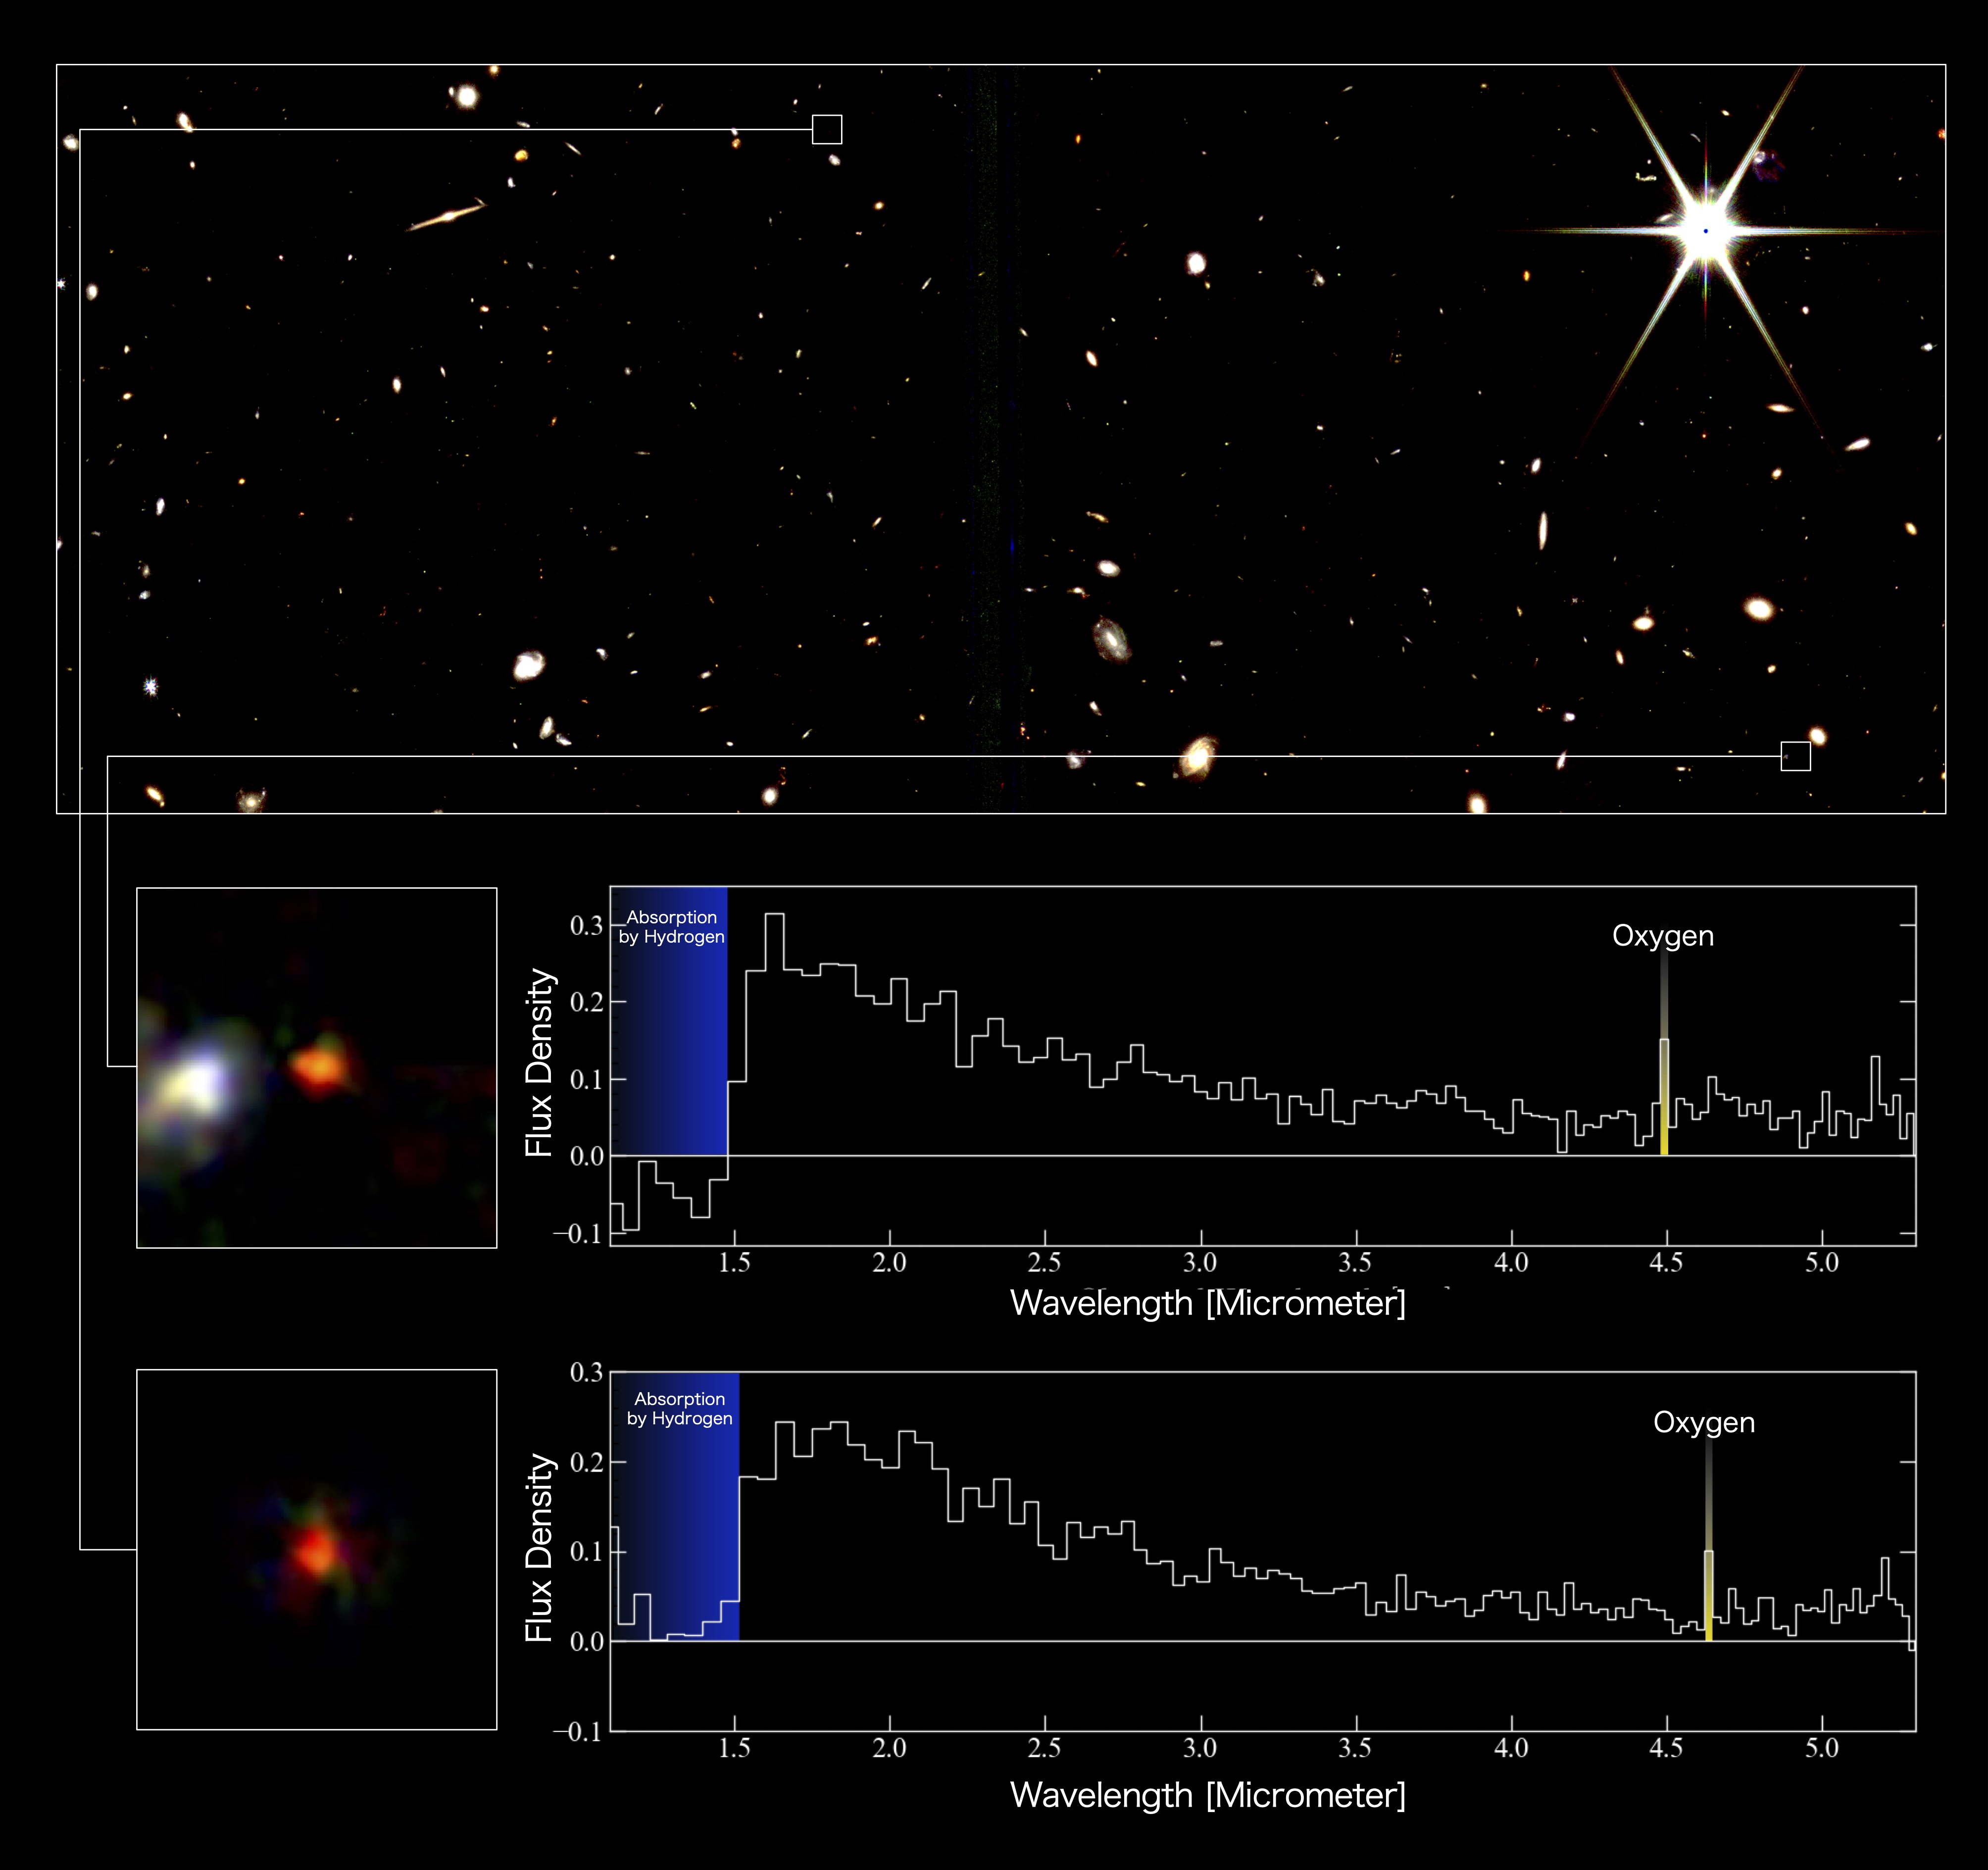 Absorption
by Hydrogen
Oxygen
0.3
0.2
0.1
0.0
−0.1
Flux Density
1.5 2.0 2.5 3.0 3.5 4.0 4.5 5.0
Wavelength [Micrometer]
Absorption
by Hydrogen
Oxygen
0.3
0.2
0.1
0.0
−0.1
Flux Density
1.5 2.0 2.5 3.0 3.5 4.0 4.5 5.0
Wavelength [Micrometer]